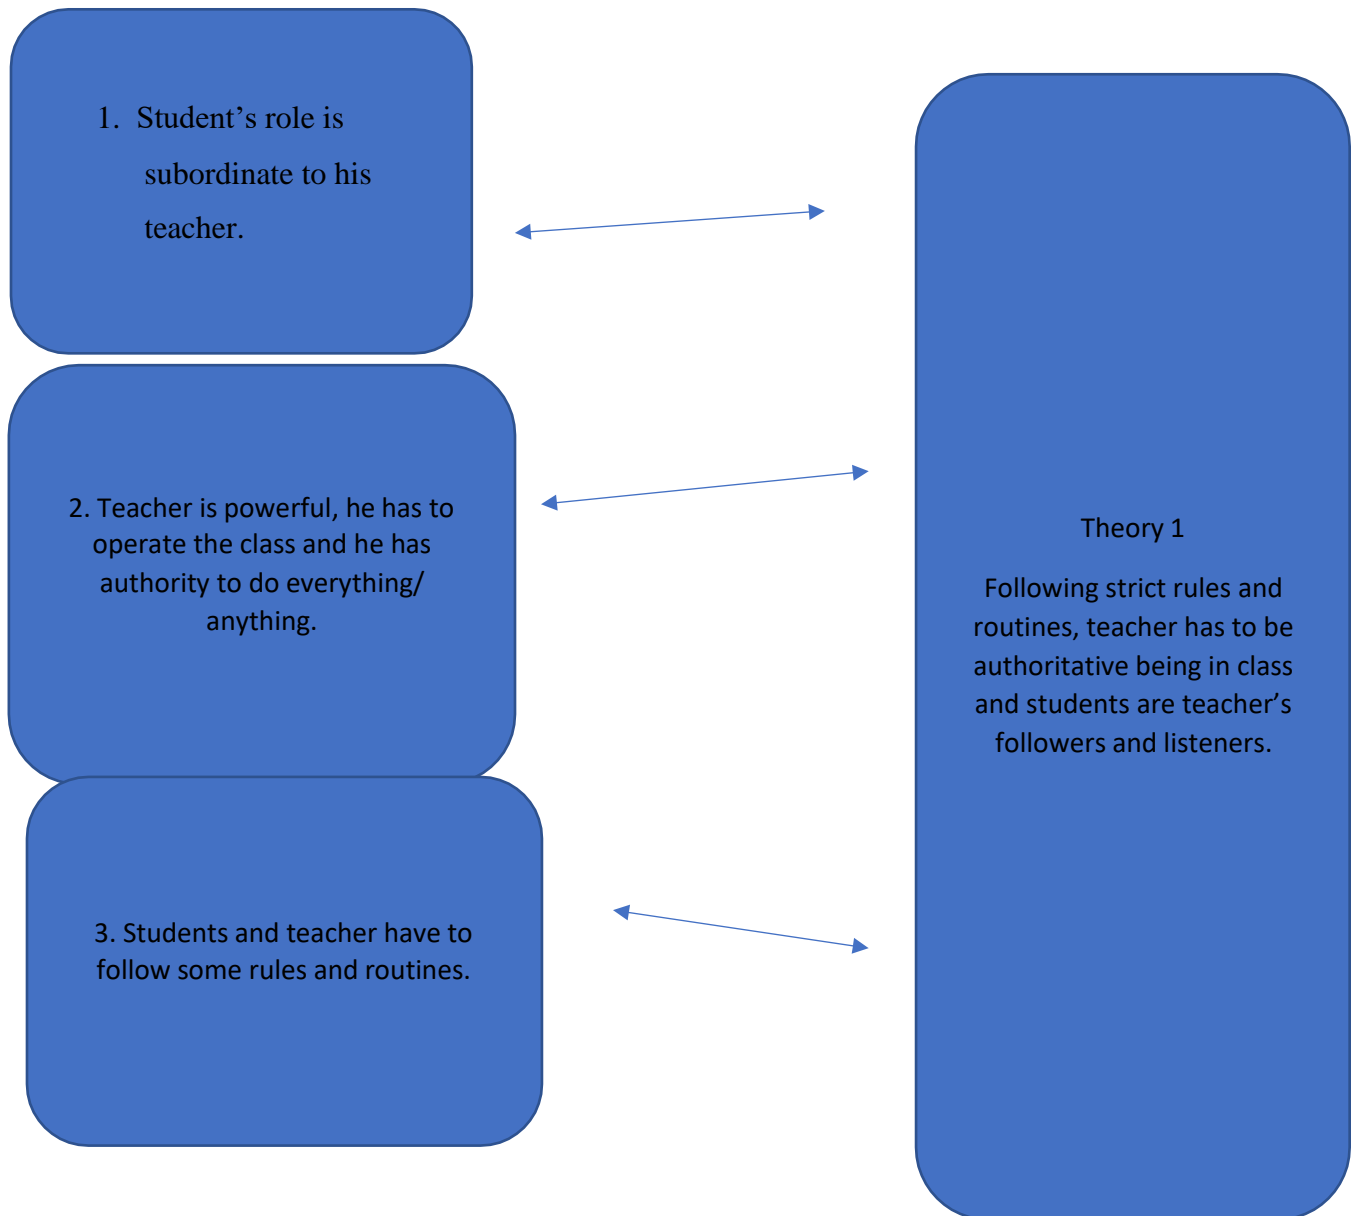 1. Student’s role is
subordinate to his
teacher.
2. Teacher is powerful, he has to
operate the class and he has
authority to do everything/
anything.
3. Students and teacher have to
follow some rules and routines.
Theory 1
Following strict rules and
routines, teacher has to be
authoritative being in class
and students are teacher’s
followers and listeners.